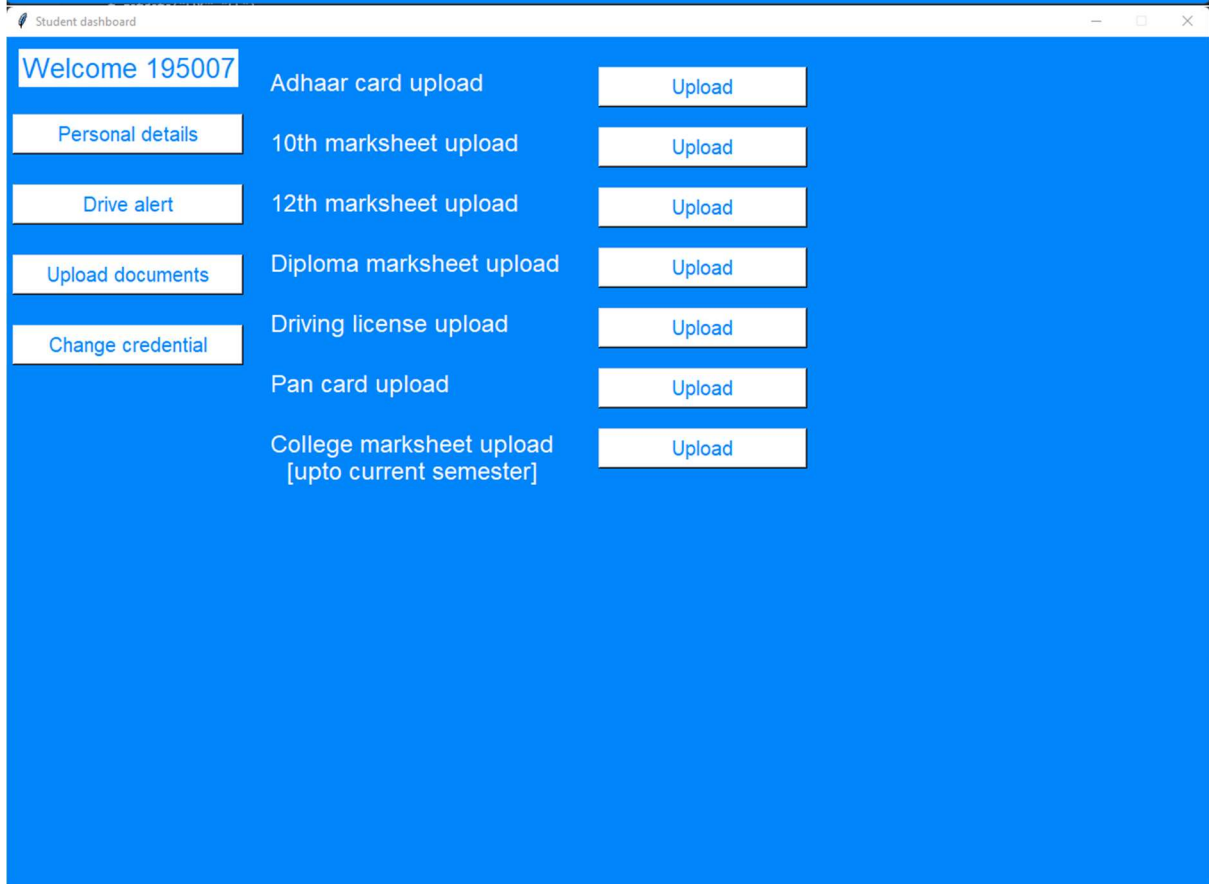 Student dashboard
Welcome 195007
Personal details
Drive alert
Upload documents
Change credential
Adhaar card upload
Upload
10th marksheet upload
Upload
12th marksheet upload
Upload
Diploma marksheet upload
Upload
Driving license upload
Upload
Pan card upload
Upload
College marksheet upload
[upto current semester]
Upload